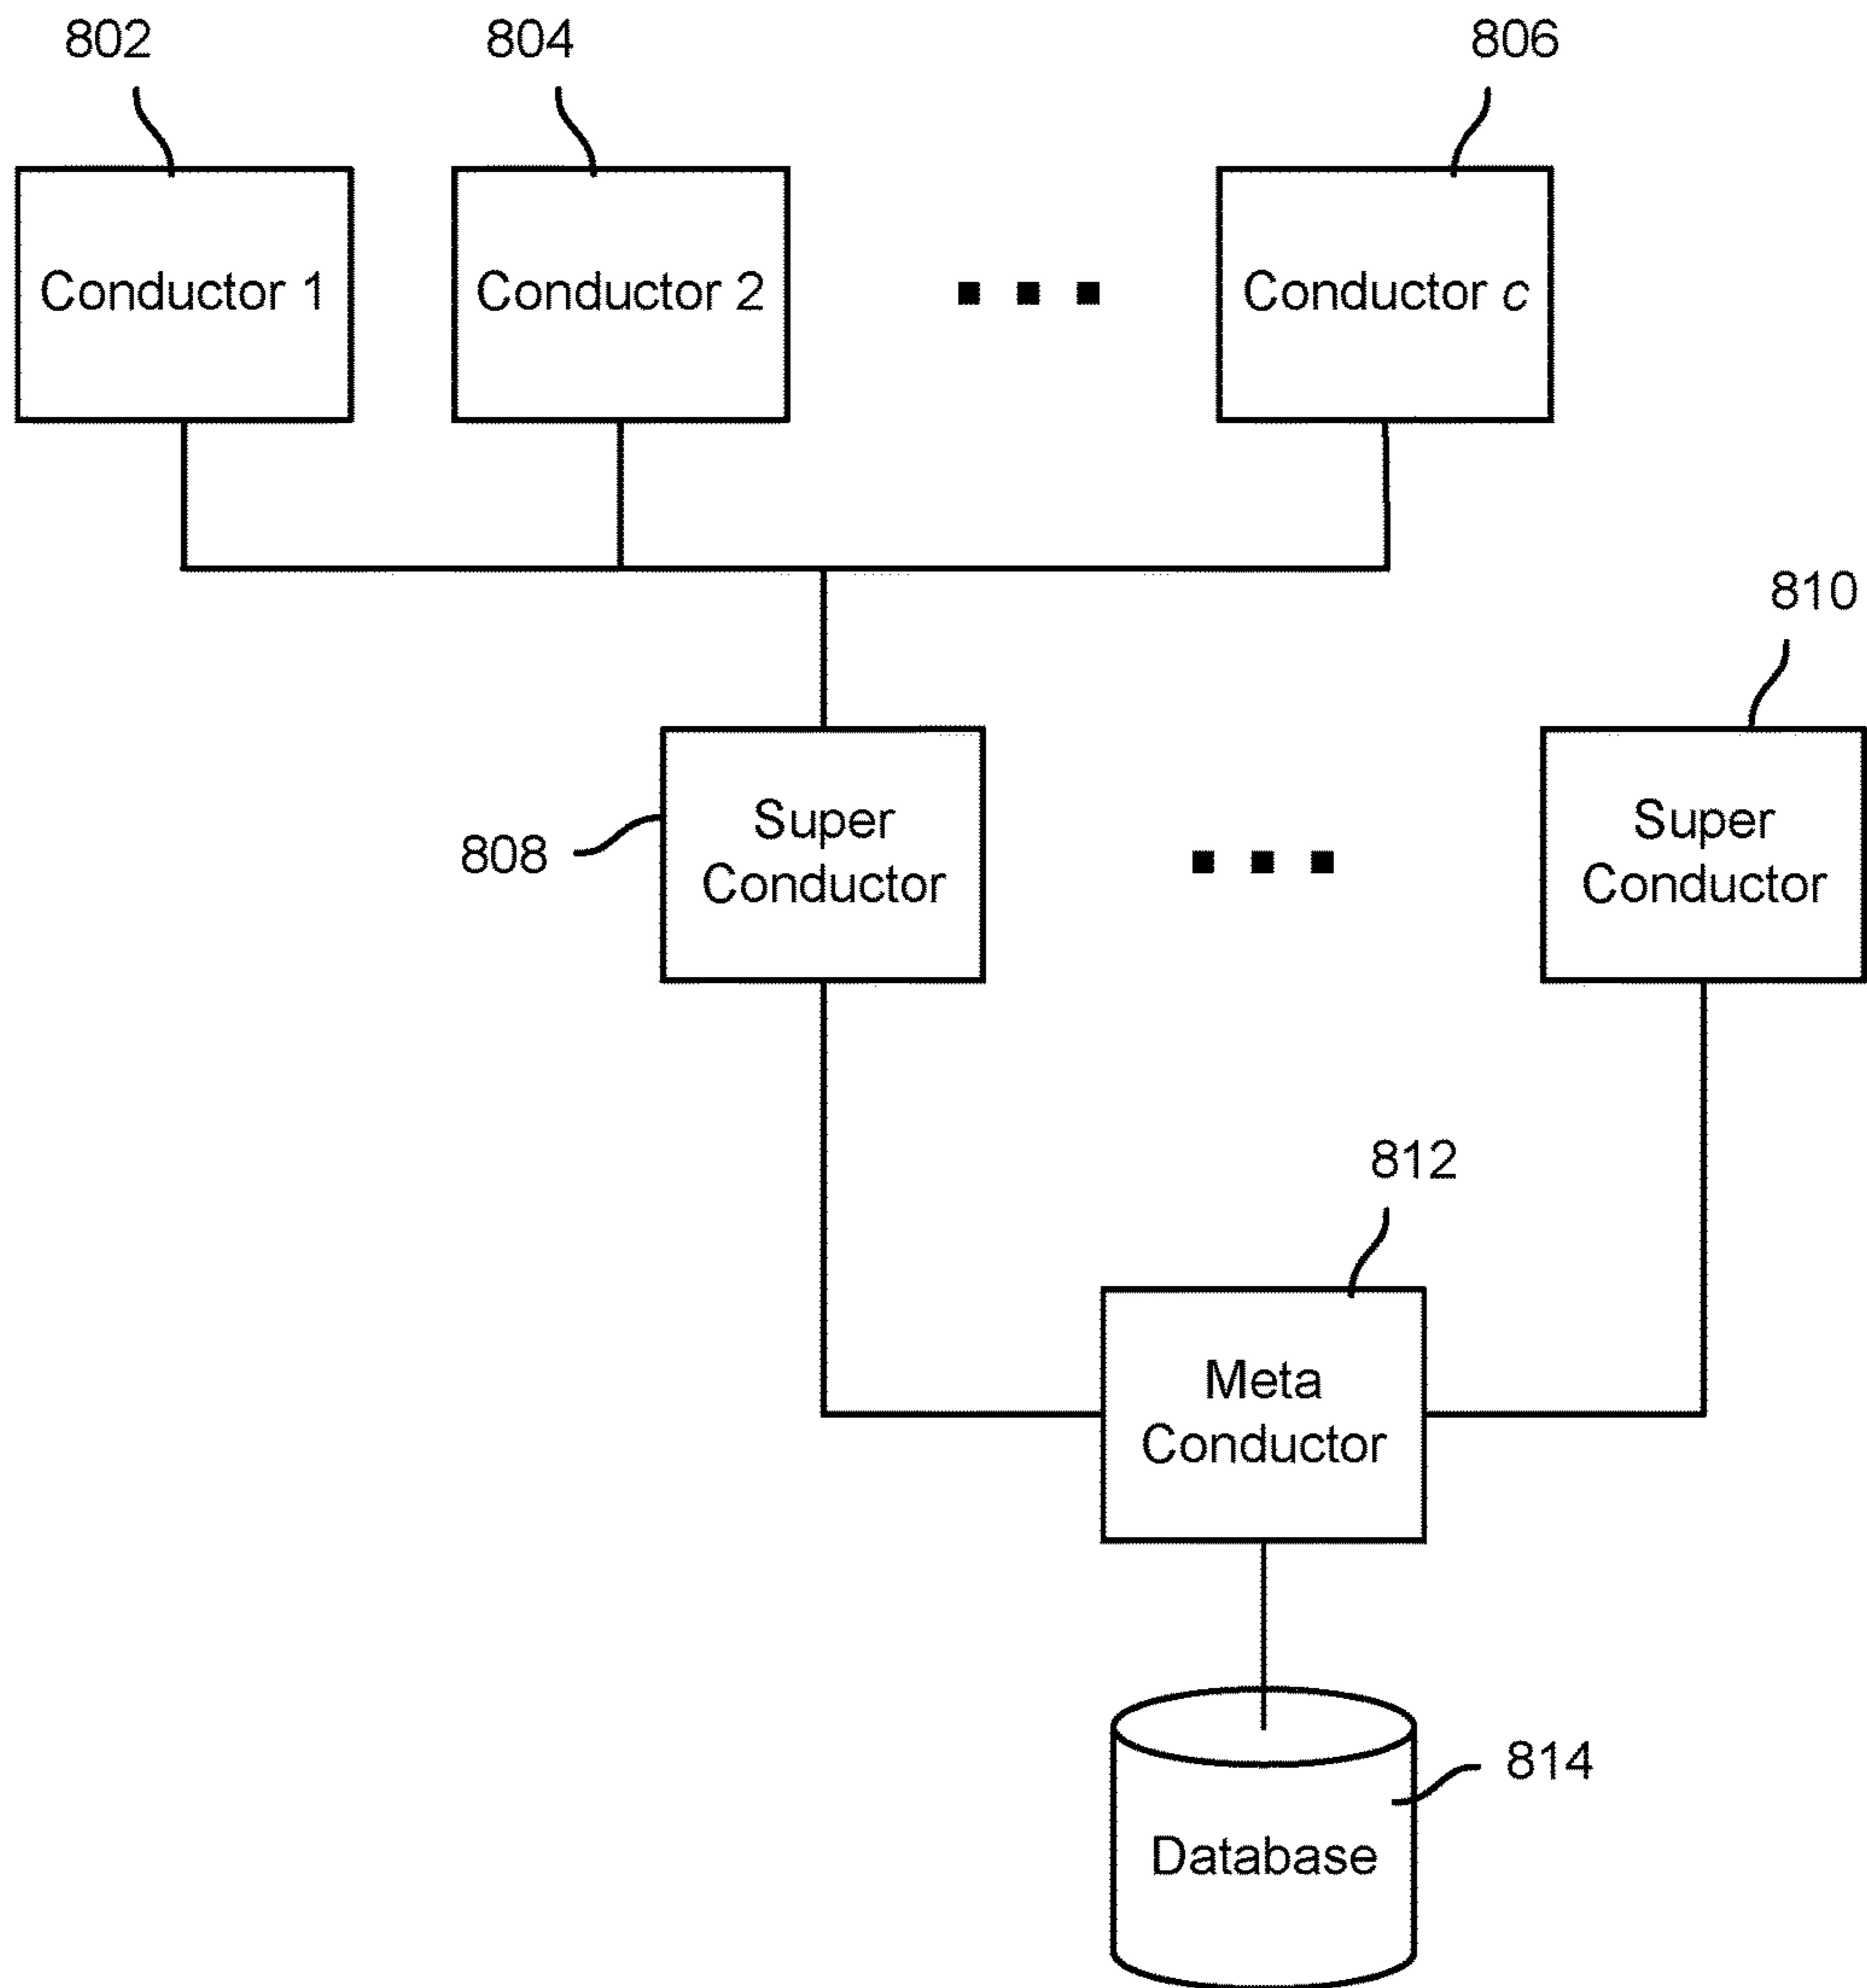 802
804
806
Conductor 1
Conductor 2
Conductor c
810
808
Super
Conductor
Super
Conductor
812
Meta
Conductor
814
Database